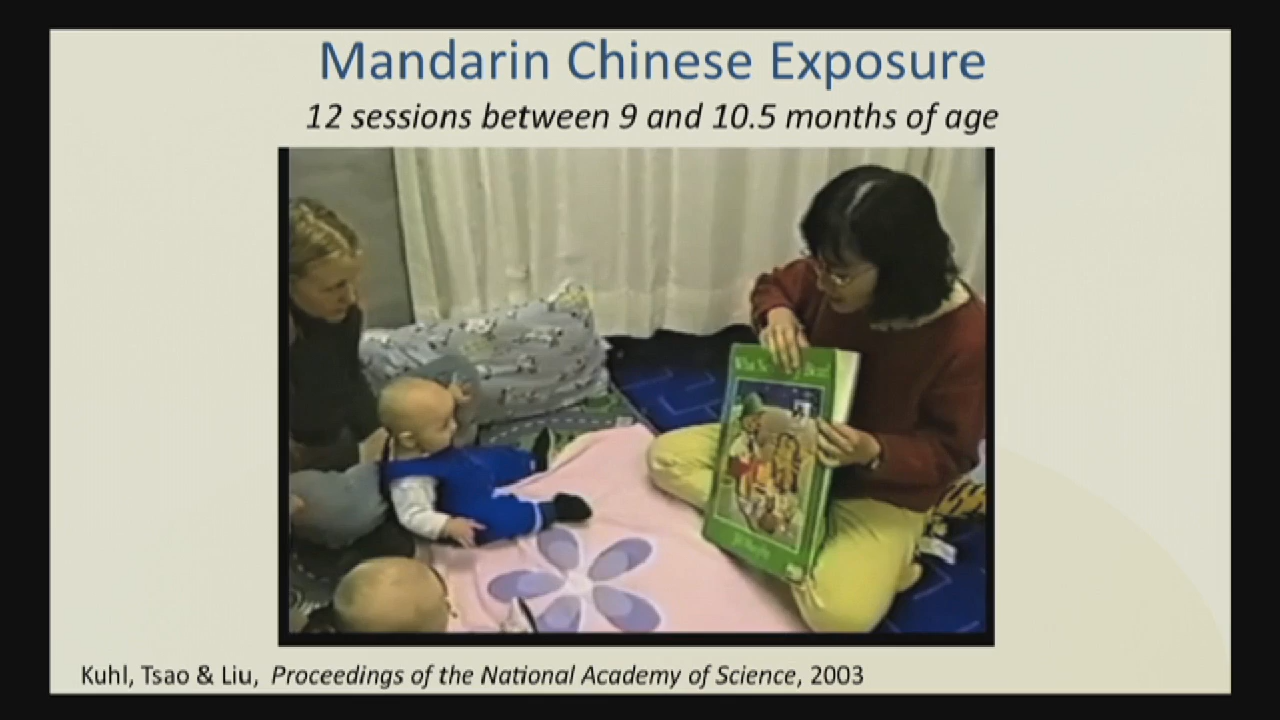 Mandarin Chinese Exposure
12 sessions between 9 and 10.5 months of age
Kuhl, Tsao & Liu, Proceedings of the National Academy of Science, 2003